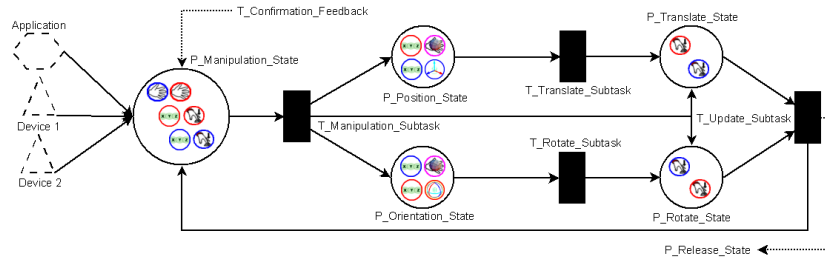 T_Confirmation_Feedback
Application
P_Manipulation_State
P_Translate_State
P_Position_State
T_Translate_Subtask
Device 1
T_Manipulation_Subtask
T_Update_Subtask
T_Rotate_Subtask
Device 2
P_Orientation_State
P_Rotate_State
P_Release_State
X Y Z
X Y Z
X Y Z
X Y Z
X Y Z